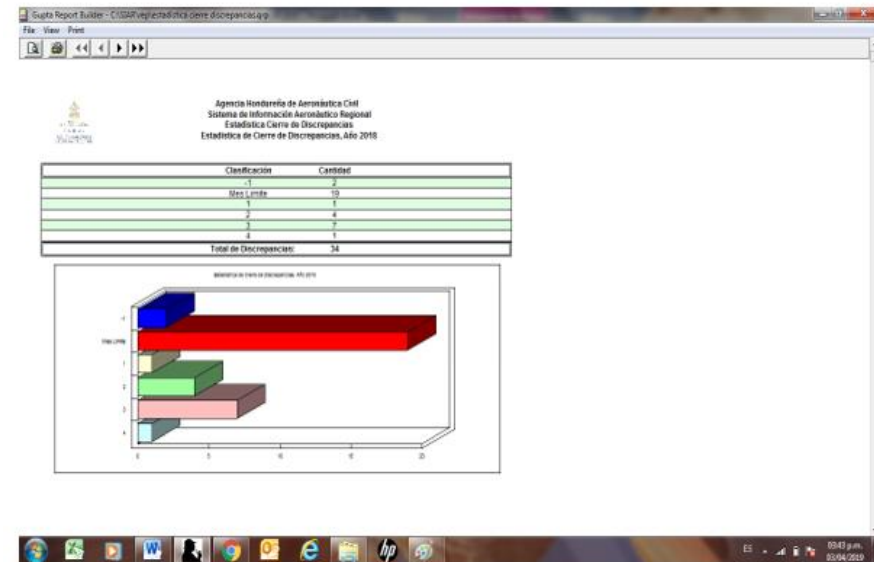 Gupta Report Builder - C:\SIAR\vegi\estadistica cierre discrepancias.qrp
File View Print
Agencia Hondureña de Aeronáutica Civil
Sistema de Información Aeronáutico Regional
Estadística Cierre de Discrepancias
Estadística de Cierre de Discrepancias, Año 2018
Clasificación Cantidad
-1 2
Mes Limite 19
1 1
2 4
3 7
4 1
Total de Discrepancias: 34
-1
Mes Limite
1
2
3
4
0 5 10 15 20
ES 03:43 p.m.
03/04/2019